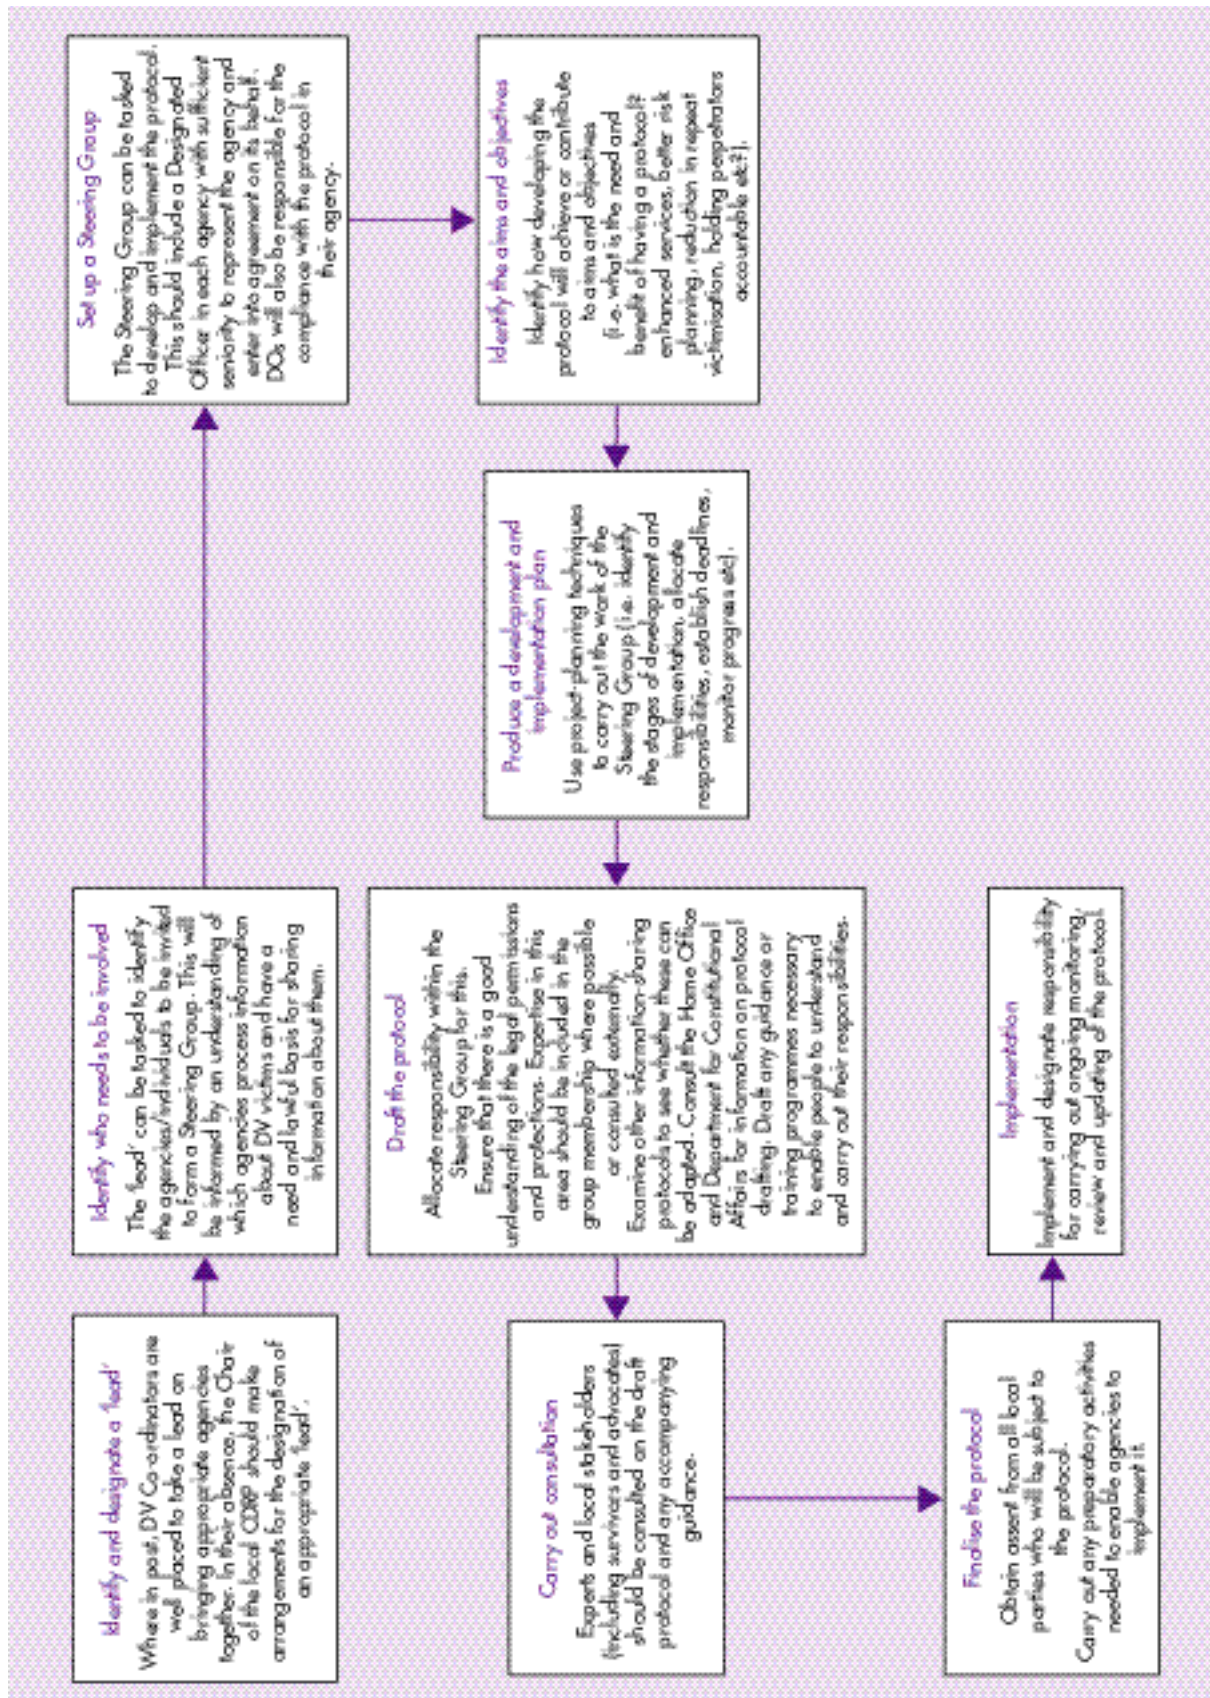 Identify and designate a 'lead'
Where in post, DV Co-ordinators are
well placed to take a lead on
bringing appropriate agencies
together. In their absence, the Chair
of the local CDRP should make
arrangements for the designation of
an appropriate 'lead'.
Identify who needs to be involved
The 'lead' can be tasked to identify
the agencies/individuals to be invited
to form a Steering Group. This will
be informed by an understanding of
which agencies process information
about DV victims and have a
need and lawful basis for sharing
information about them.
Set up a Steering Group
The Steering Group can be tasked
to develop and implement the protocol.
This should include a Designated
Officer in each agency with sufficient
seniority to represent the agency and
enter into agreement on its behalf.
DOs will also be responsible for the
compliance with the protocol in
their agency.
Identify the aims and objectives
Identify how developing the
protocol will achieve or contribute
to aims and objectives
(i.e. what is the need and
benefit of having a protocol?
enhanced services, better risk
planning, reduction in repeat
victimisation, holding perpetrators
accountable etc?).
Produce a development and
implementation plan
Use project-planning techniques
to carry out the work of the
Steering Group (i.e. identify
the stages of development and
implementation, allocate
responsibilities, establish deadlines,
monitor progress etc).
Draft the protocol
Allocate responsibility within the
Steering Group for this.
Ensure that there is a good
understanding of the legal permissions
and protections. Expertise in this
area should be included in the
group membership where possible
or consulted externally.
Examine other information-sharing
protocols to see whether these can
be adapted. Consult the Home Office
and Department for Constitutional
Affairs for information on protocol
drafting. Draft any guidance or
training programmes necessary
to enable people to understand
and carry out their responsibilities.
Carry out consultation
Experts and local stakeholders
(including survivors and advocates)
should be consulted on the draft
protocol and any accompanying
guidance.
Finalise the protocol
Obtain assent from all local
parties who will be subject to
the protocol.
Carry out any preparatory activities
needed to enable agencies to
implement it.
Implementation
Implement and designate responsibility
for carrying out ongoing monitoring,
review and updating of the protocol.